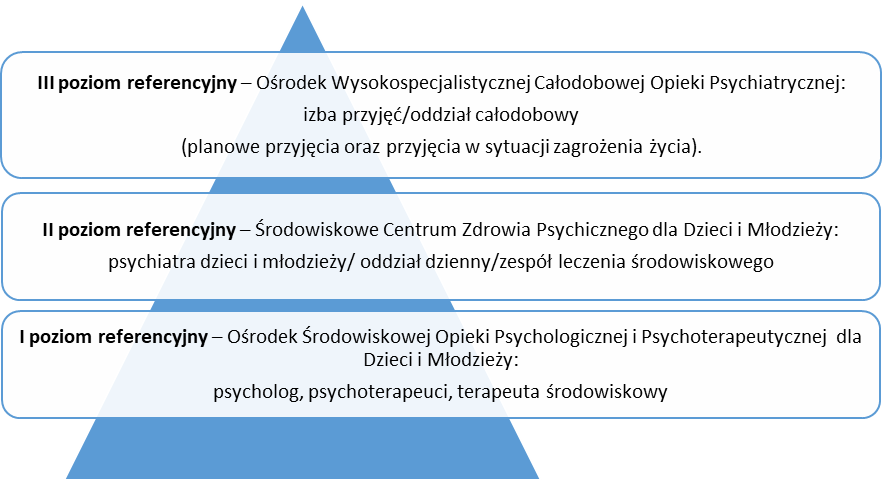 III poziom referencyjny – Ośrodek Wysokospecjalistycznej Całodobowej Opieki Psychiatrycznej:
izba przyjęć/oddział całodobowy
(planowe przyjęcia oraz przyjęcia w sytuacji zagrożenia życia).
II poziom referencyjny – Środowiskowe Centrum Zdrowia Psychicznego dla Dzieci i Młodzieży:
psychiatra dzieci i młodzieży/ oddział dzienny/zespół leczenia środowiskowego
I poziom referencyjny – Ośrodek Środowiskowej Opieki Psychologicznej i Psychoterapeutycznej dla
Dzieci i Młodzieży:
psycholog, psychoterapeuci, terapeuta środowiskowy